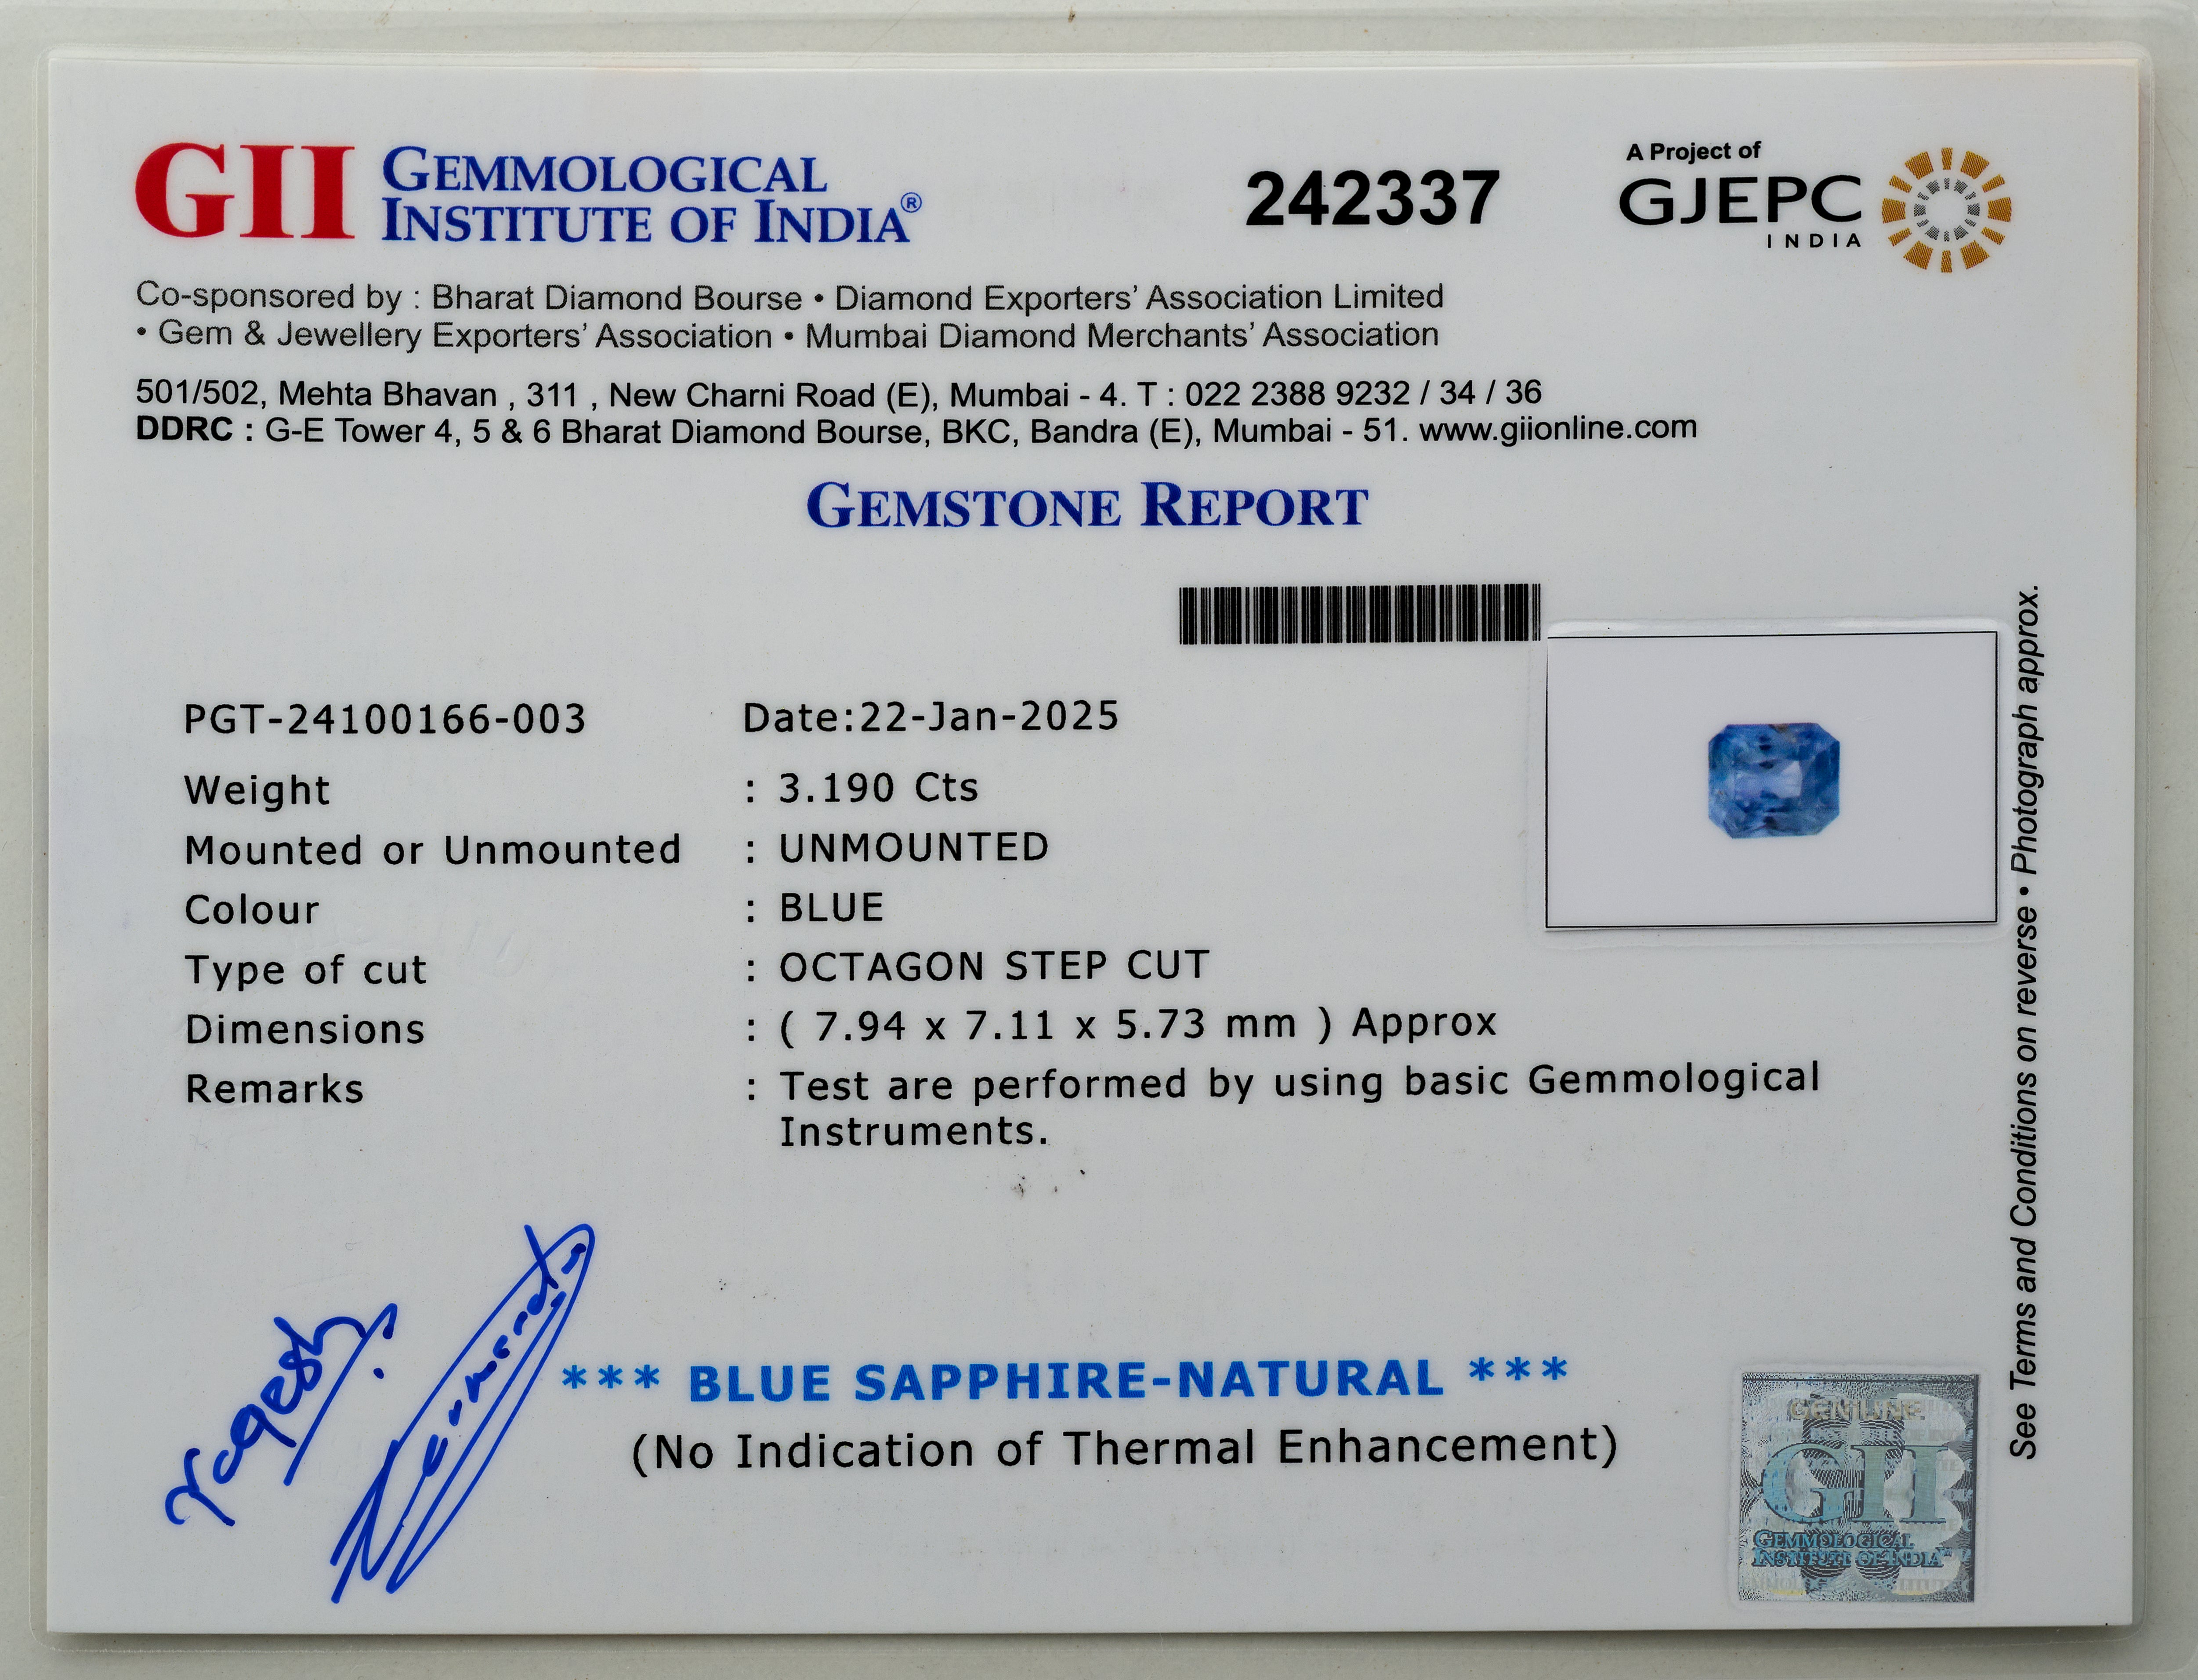 GII GEMMOLOGICAL
INSTITUTE OF INDIA®
242337
A Project of
GJEPC
INDIA
Co-sponsored by : Bharat Diamond Bourse • Diamond Exporters' Association Limited
• Gem & Jewellery Exporters' Association • Mumbai Diamond Merchants' Association
501/502, Mehta Bhavan , 311 , New Charni Road (E), Mumbai - 4. T : 022 2388 9232 / 34 / 36
DDRC : G-E Tower 4, 5 & 6 Bharat Diamond Bourse, BKC, Bandra (E), Mumbai - 51. www.giionline.com
GEMSTONE REPORT
PGT-24100166-003 Date:22-Jan-2025
Weight : 3.190 Cts
Mounted or Unmounted : UNMOUNTED
Colour : BLUE
Type of cut : OCTAGON STEP CUT
Dimensions : ( 7.94 x 7.11 x 5.73 mm ) Approx
Remarks : Test are performed by using basic Gemmological
Instruments.
See Terms and Conditions on reverse • Photograph approx.
Yogesh
*** BLUE SAPPHIRE-NATURAL ***
(No Indication of Thermal Enhancement)
GENUINE
GII
GEMMOLOGICAL
INSTITUTE OF INDIA